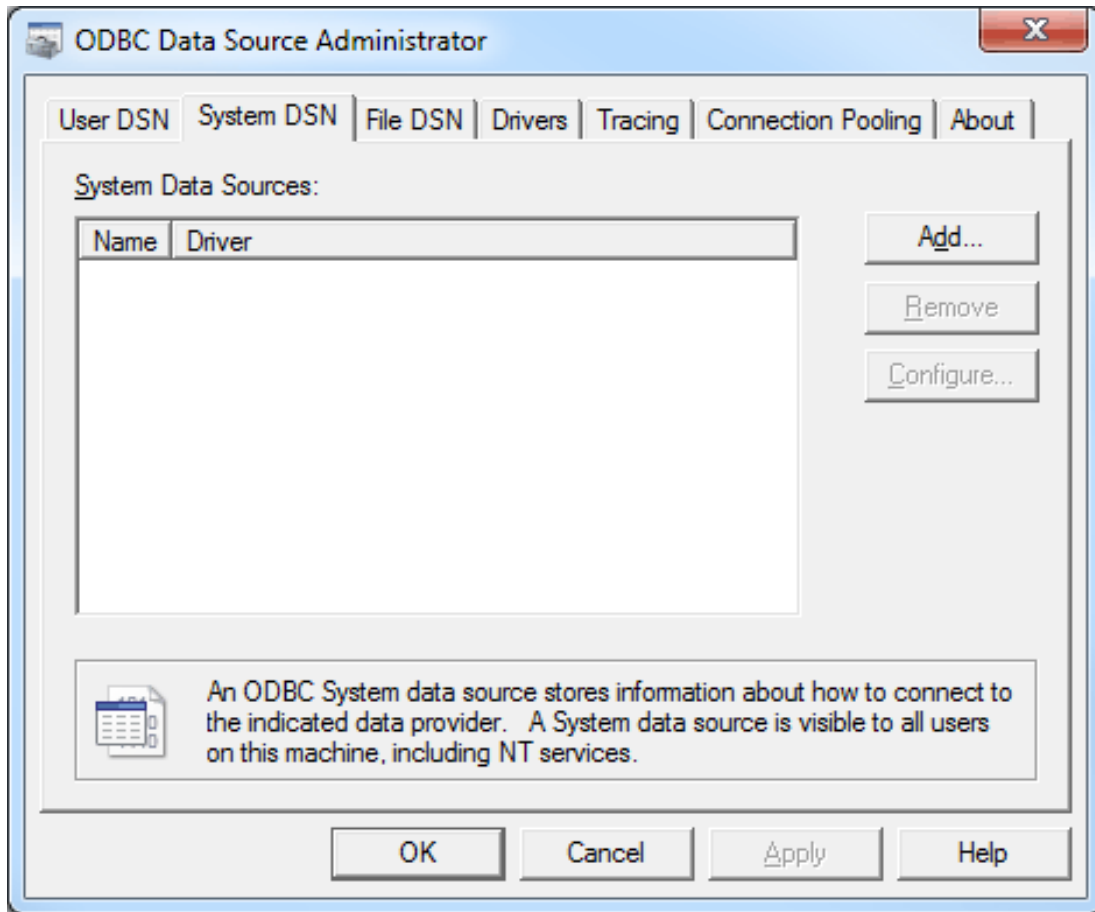 ODBC Data Source Administrator
User DSN System DSN File DSN Drivers Tracing Connection Pooling About
System Data Sources:
Name Driver
Add...
Remove
Configure...
An ODBC System data source stores information about how to connect to
the indicated data provider. A System data source is visible to all users
on this machine, including NT services.
OK Cancel Apply Help